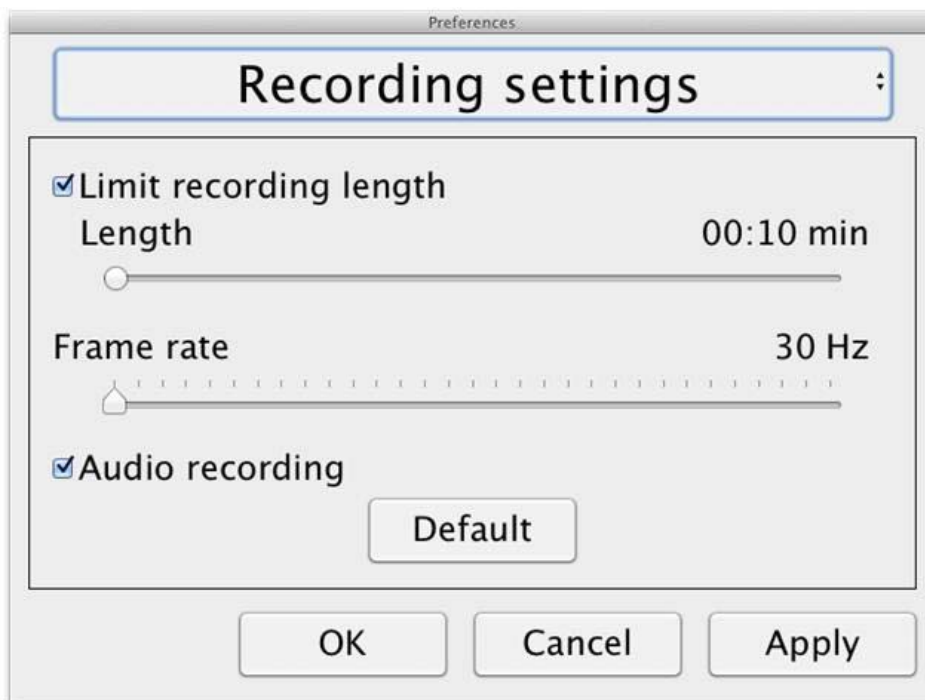 Preferences
Recording settings
Limit recording length
Length 00:10 min
Frame rate 30 Hz
Audio recording
Default
OK Cancel Apply